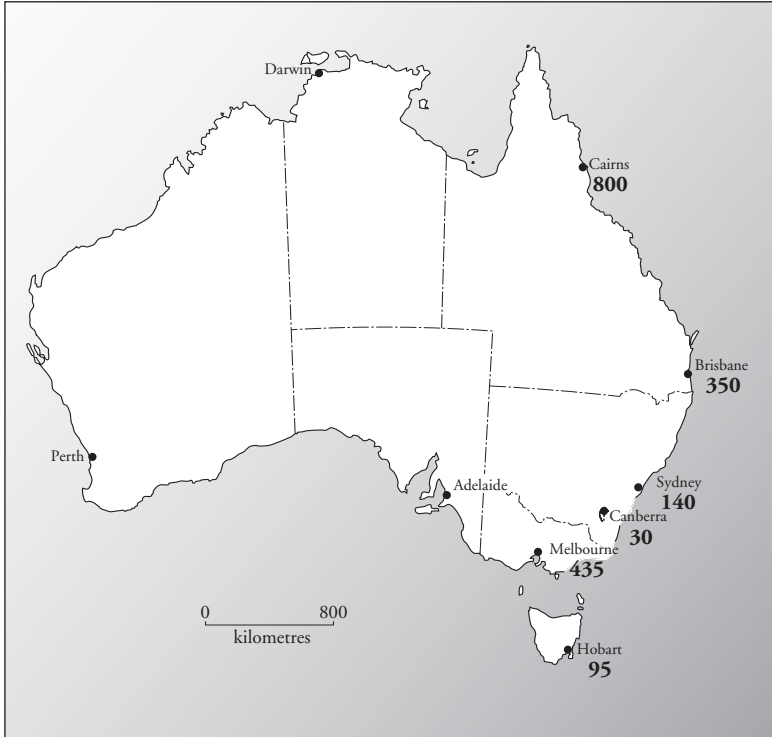 Darwin
Cairns
800
Brisbane
350
Perth
Adelaide
Sydney
140
Canberra
30
Melbourne
435
0 800
kilometres
Hobart
95